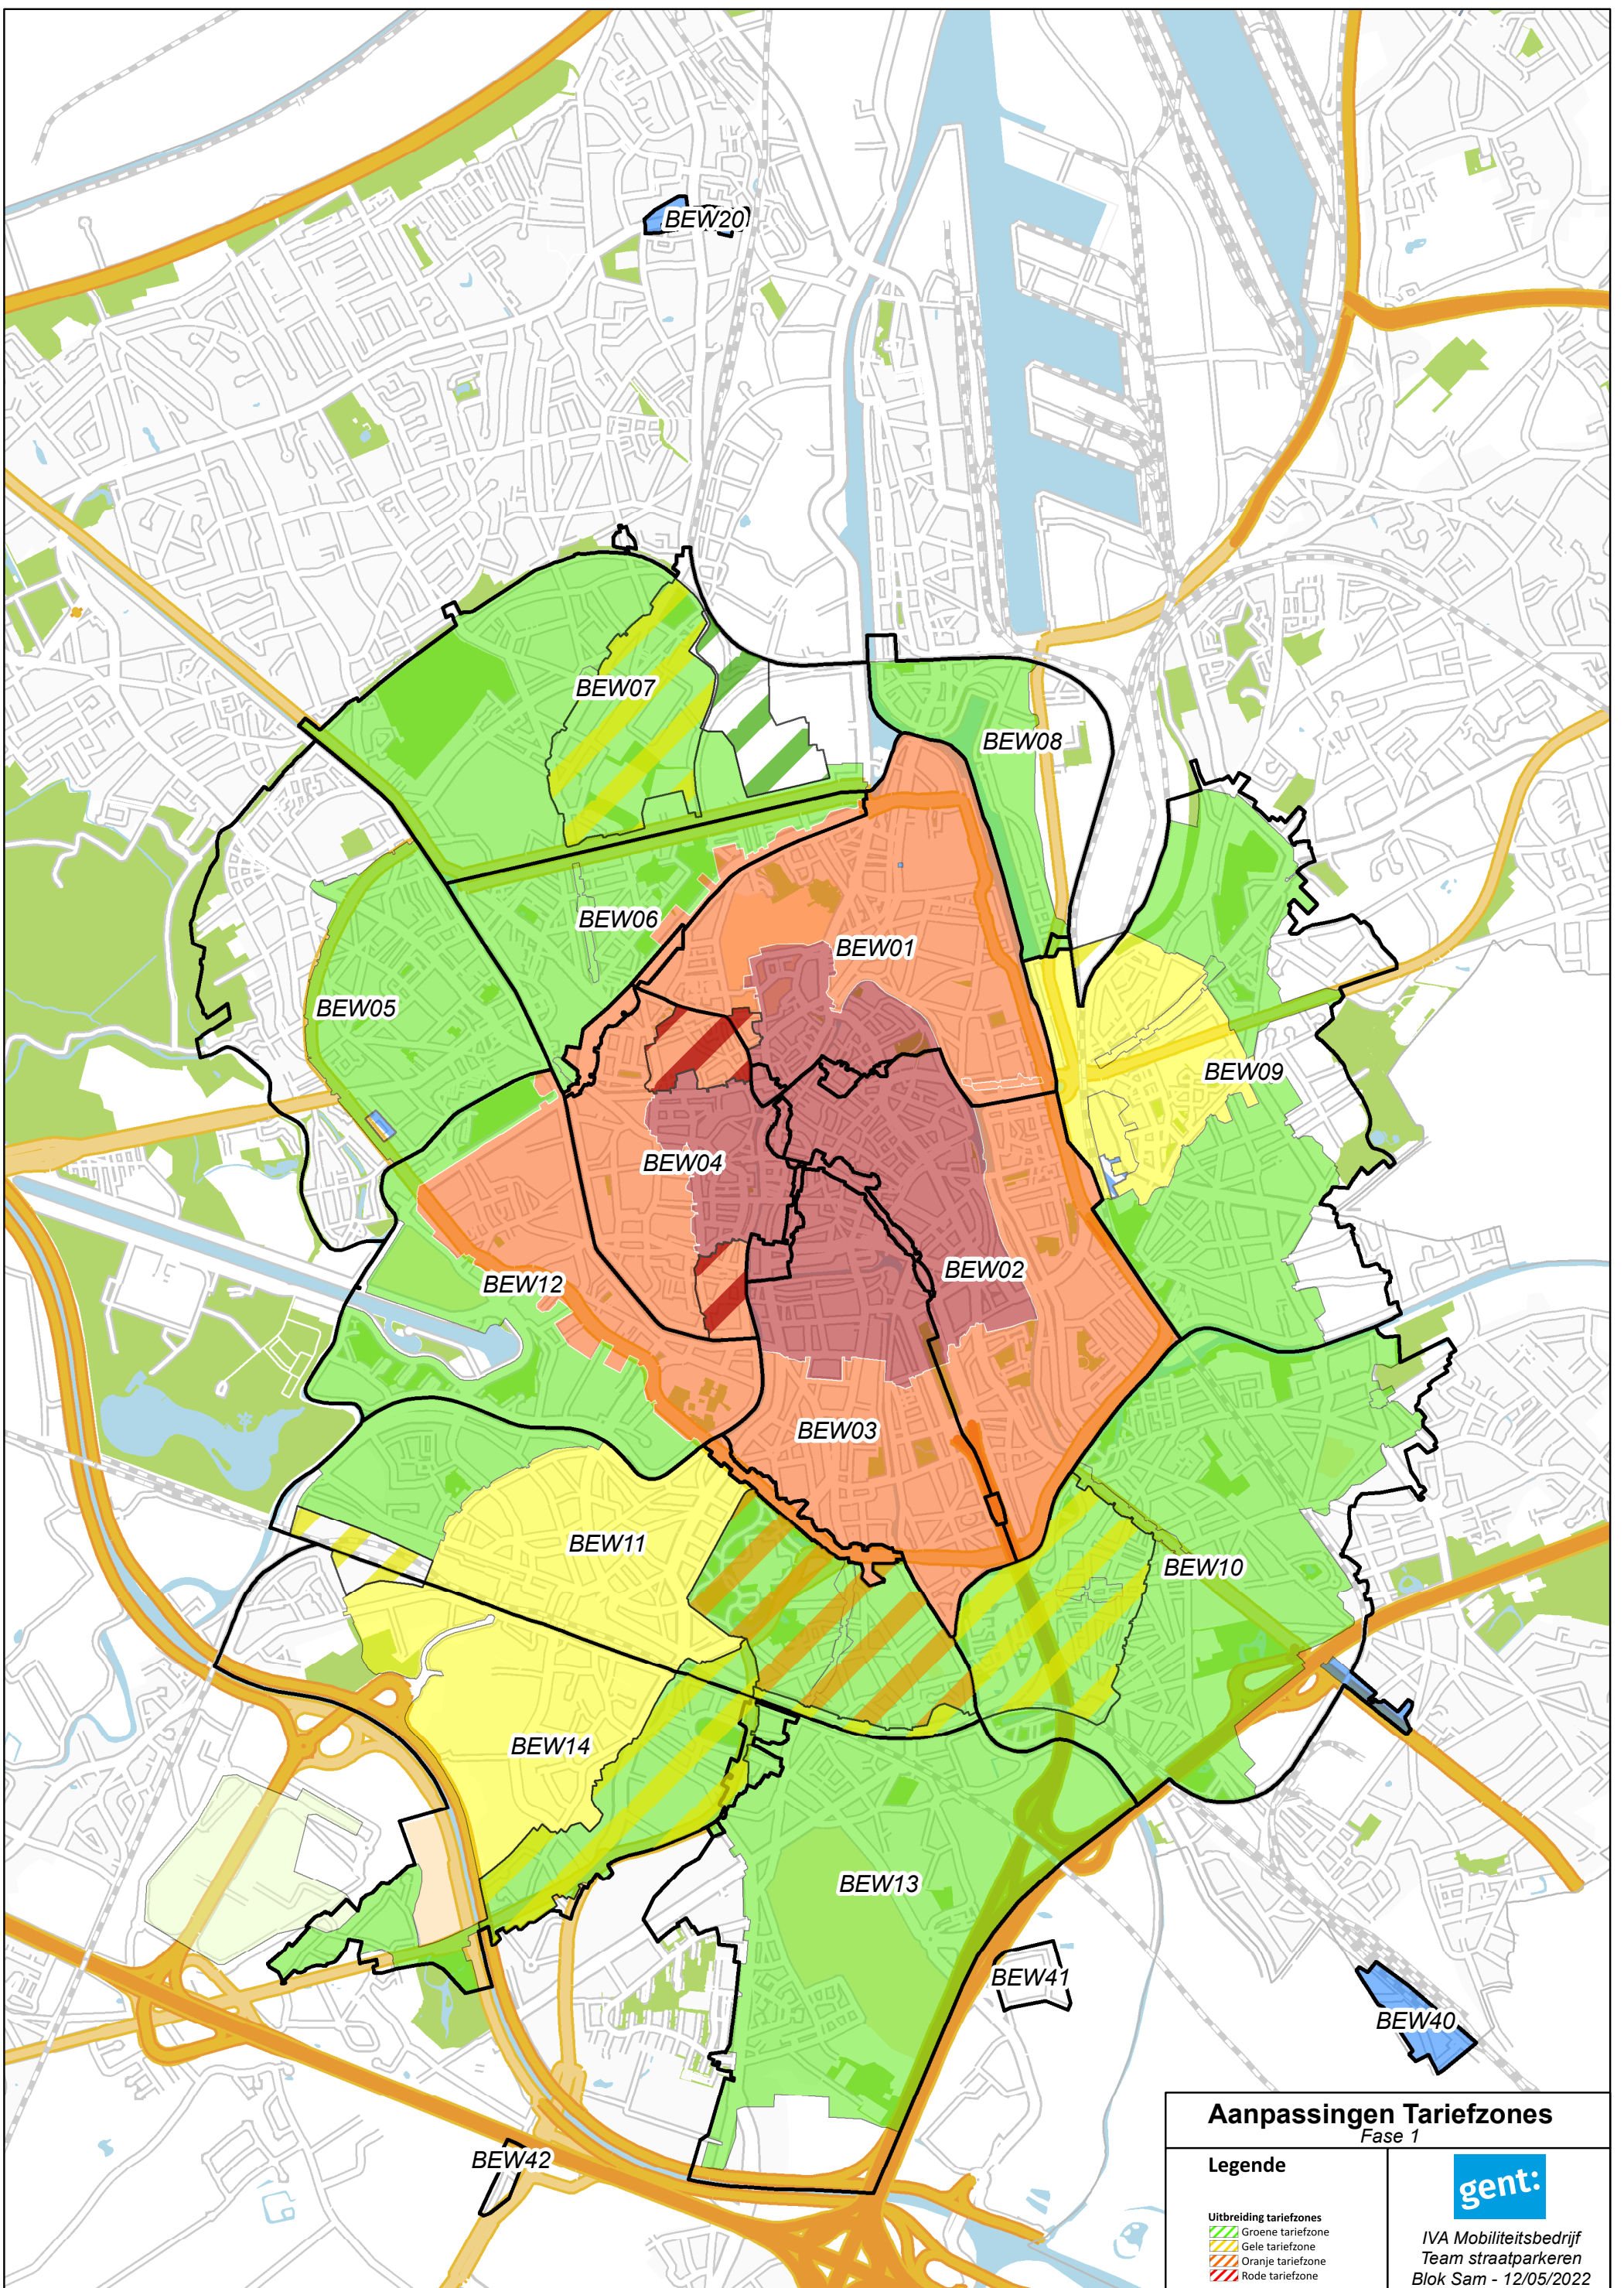 BEW20
BEW07
BEW08
BEW06
BEW01
BEW05
BEW09
BEW04
BEW02
BEW12
BEW03
BEW11
BEW10
BEW14
BEW13
BEW41
BEW40
BEW42
Aanpassingen Tariefzones
Fase 1
Legende
Uitbreiding tariefzones
Groene tariefzone
Gele tariefzone
Oranje tariefzone
Rode tariefzone
gent:
IVA Mobiliteitsbedrijf
Team straatparkeren
Blok Sam - 12/05/2022